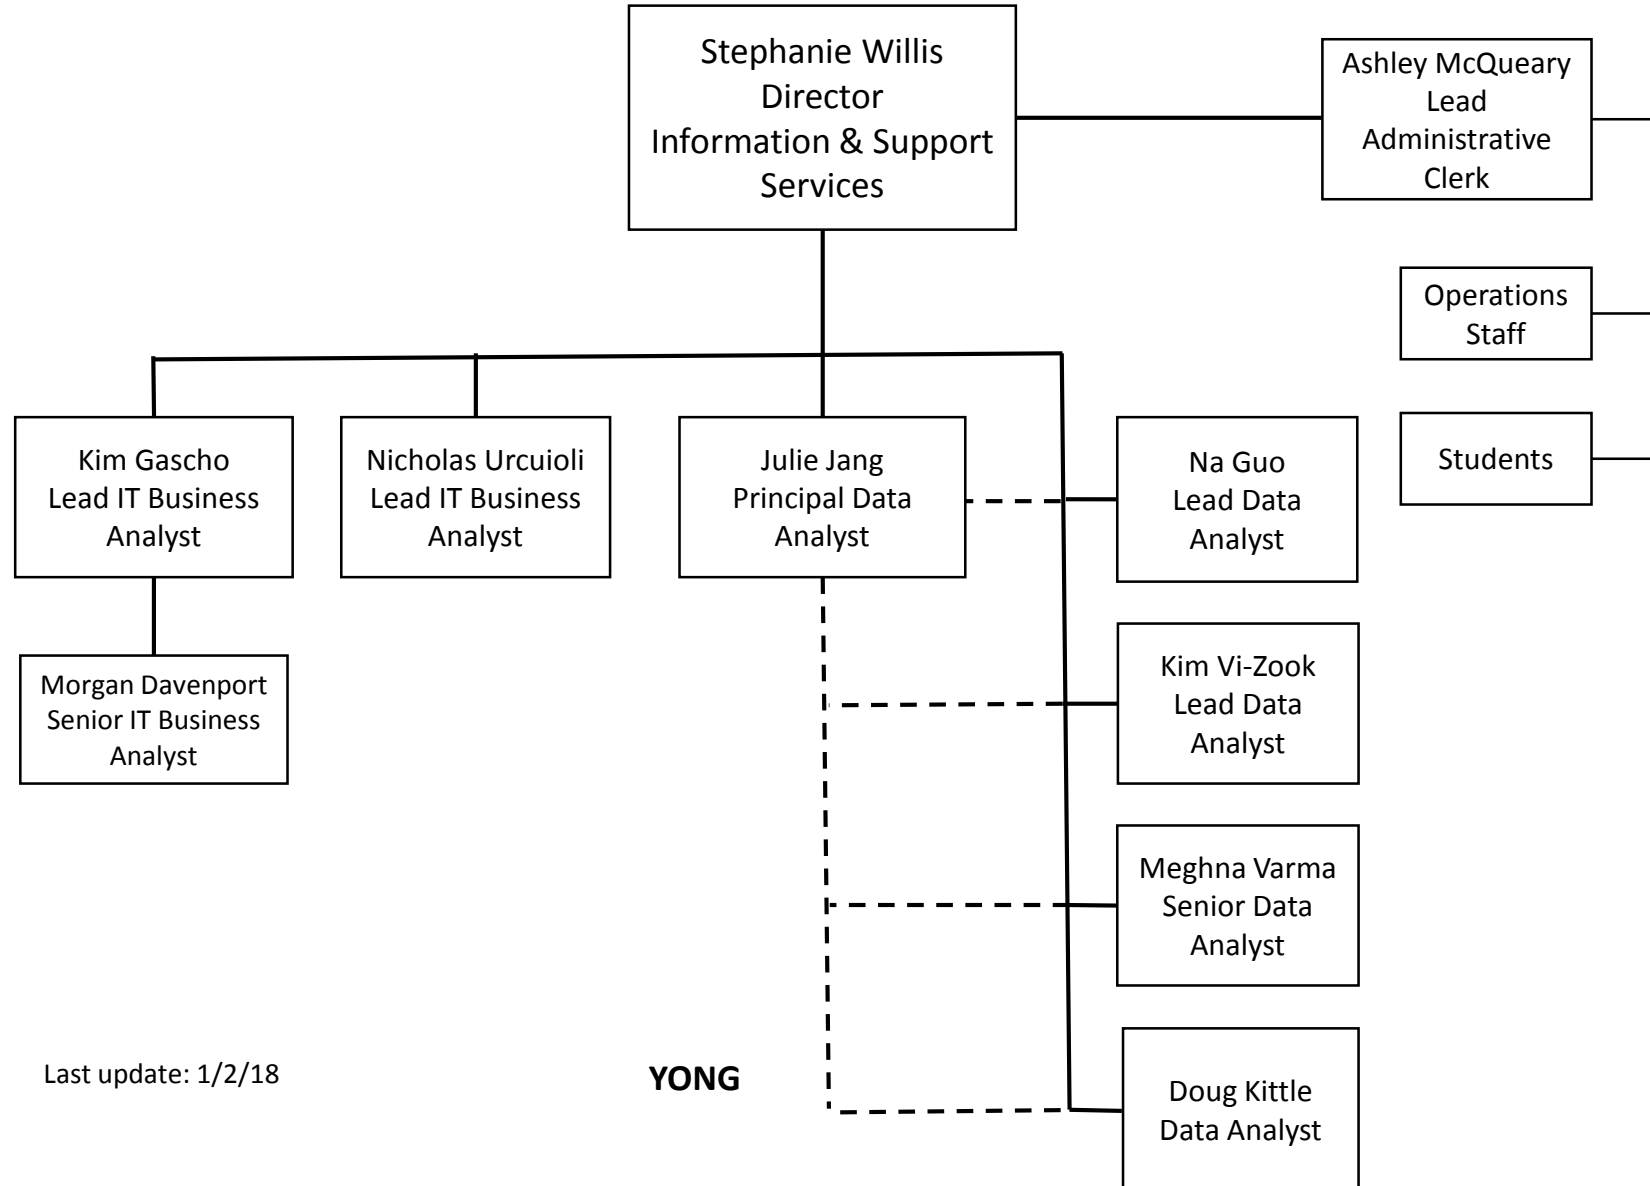 Stephanie Willis
Director
Information & Support
Services
Ashley McQueary
Lead
Administrative
Clerk
Operations
Staff
Students
Kim Gascho
Lead IT Business
Analyst
Nicholas Urcuioli
Lead IT Business
Analyst
Julie Jang
Principal Data
Analyst
Na Guo
Lead Data
Analyst
Morgan Davenport
Senior IT Business
Analyst
Kim Vi-Zook
Lead Data
Analyst
Meghna Varma
Senior Data
Analyst
Doug Kittle
Data Analyst
Last update: 1/2/18
YONG